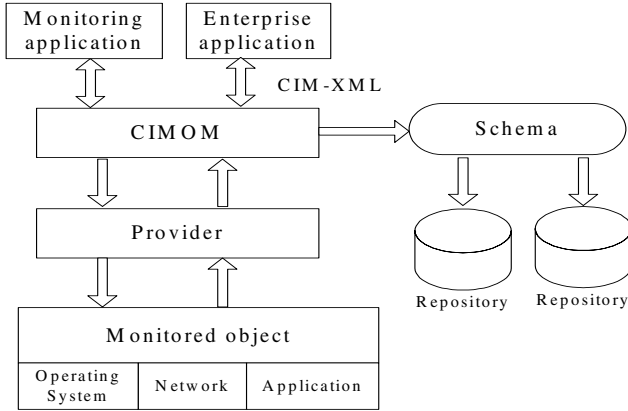 Monitoring
application
Enterprise
application
CIM-XML
CIMOM
Schema
Provider
Repository
Repository
Monitored object
Operating
System
Network
Application